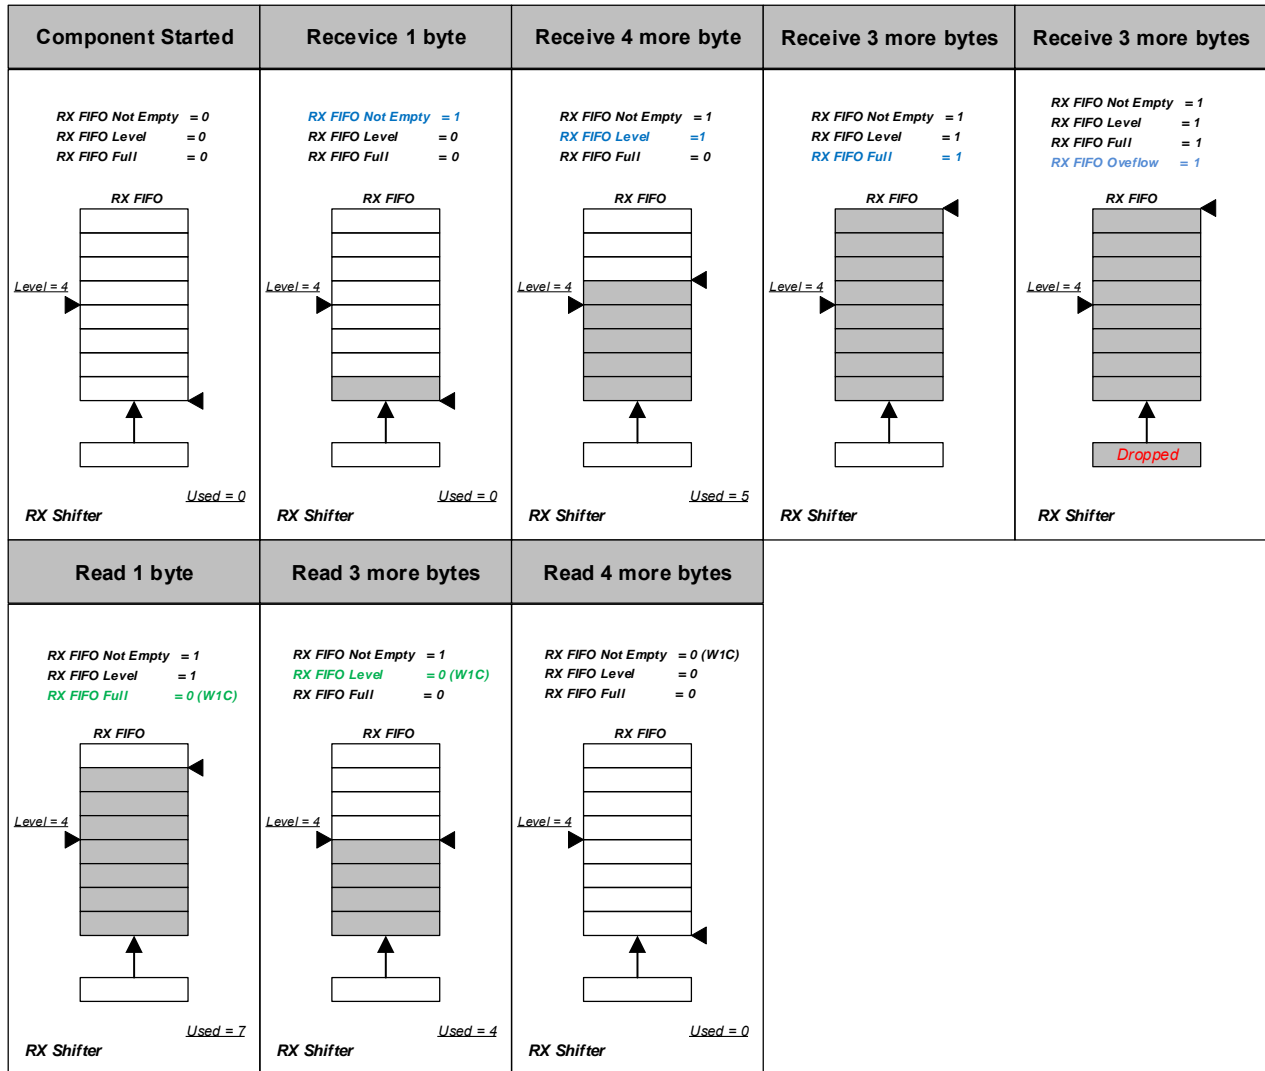 Component Started
RX FIFO Not Empty = 0
RX FIFO Level = 0
RX FIFO Full = 0
RX FIFO
Level = 4
Used = 0
RX Shifter
Recevice 1 byte
RX FIFO Not Empty = 1
RX FIFO Level = 0
RX FIFO Full = 0
RX FIFO
Level = 4
Used = 0
RX Shifter
Receive 4 more byte
RX FIFO Not Empty = 1
RX FIFO Level =1
RX FIFO Full = 0
RX FIFO
Level = 4
Used = 5
RX Shifter
Receive 3 more bytes
RX FIFO Not Empty = 1
RX FIFO Level = 1
RX FIFO Full = 1
RX FIFO
Level = 4
RX Shifter
Receive 3 more bytes
RX FIFO Not Empty = 1
RX FIFO Level = 1
RX FIFO Full = 1
RX FIFO Oveflow = 1
RX FIFO
Level = 4
Dropped
RX Shifter
Read 1 byte
RX FIFO Not Empty = 1
RX FIFO Level = 1
RX FIFO Full = 0 (W1C)
RX FIFO
Level = 4
Used = 7
RX Shifter
Read 3 more bytes
RX FIFO Not Empty = 1
RX FIFO Level = 0 (W1C)
RX FIFO Full = 0
RX FIFO
Level = 4
Used = 4
RX Shifter
Read 4 more bytes
RX FIFO Not Empty = 0 (W1C)
RX FIFO Level = 0
RX FIFO Full = 0
RX FIFO
Level = 4
Used = 0
RX Shifter